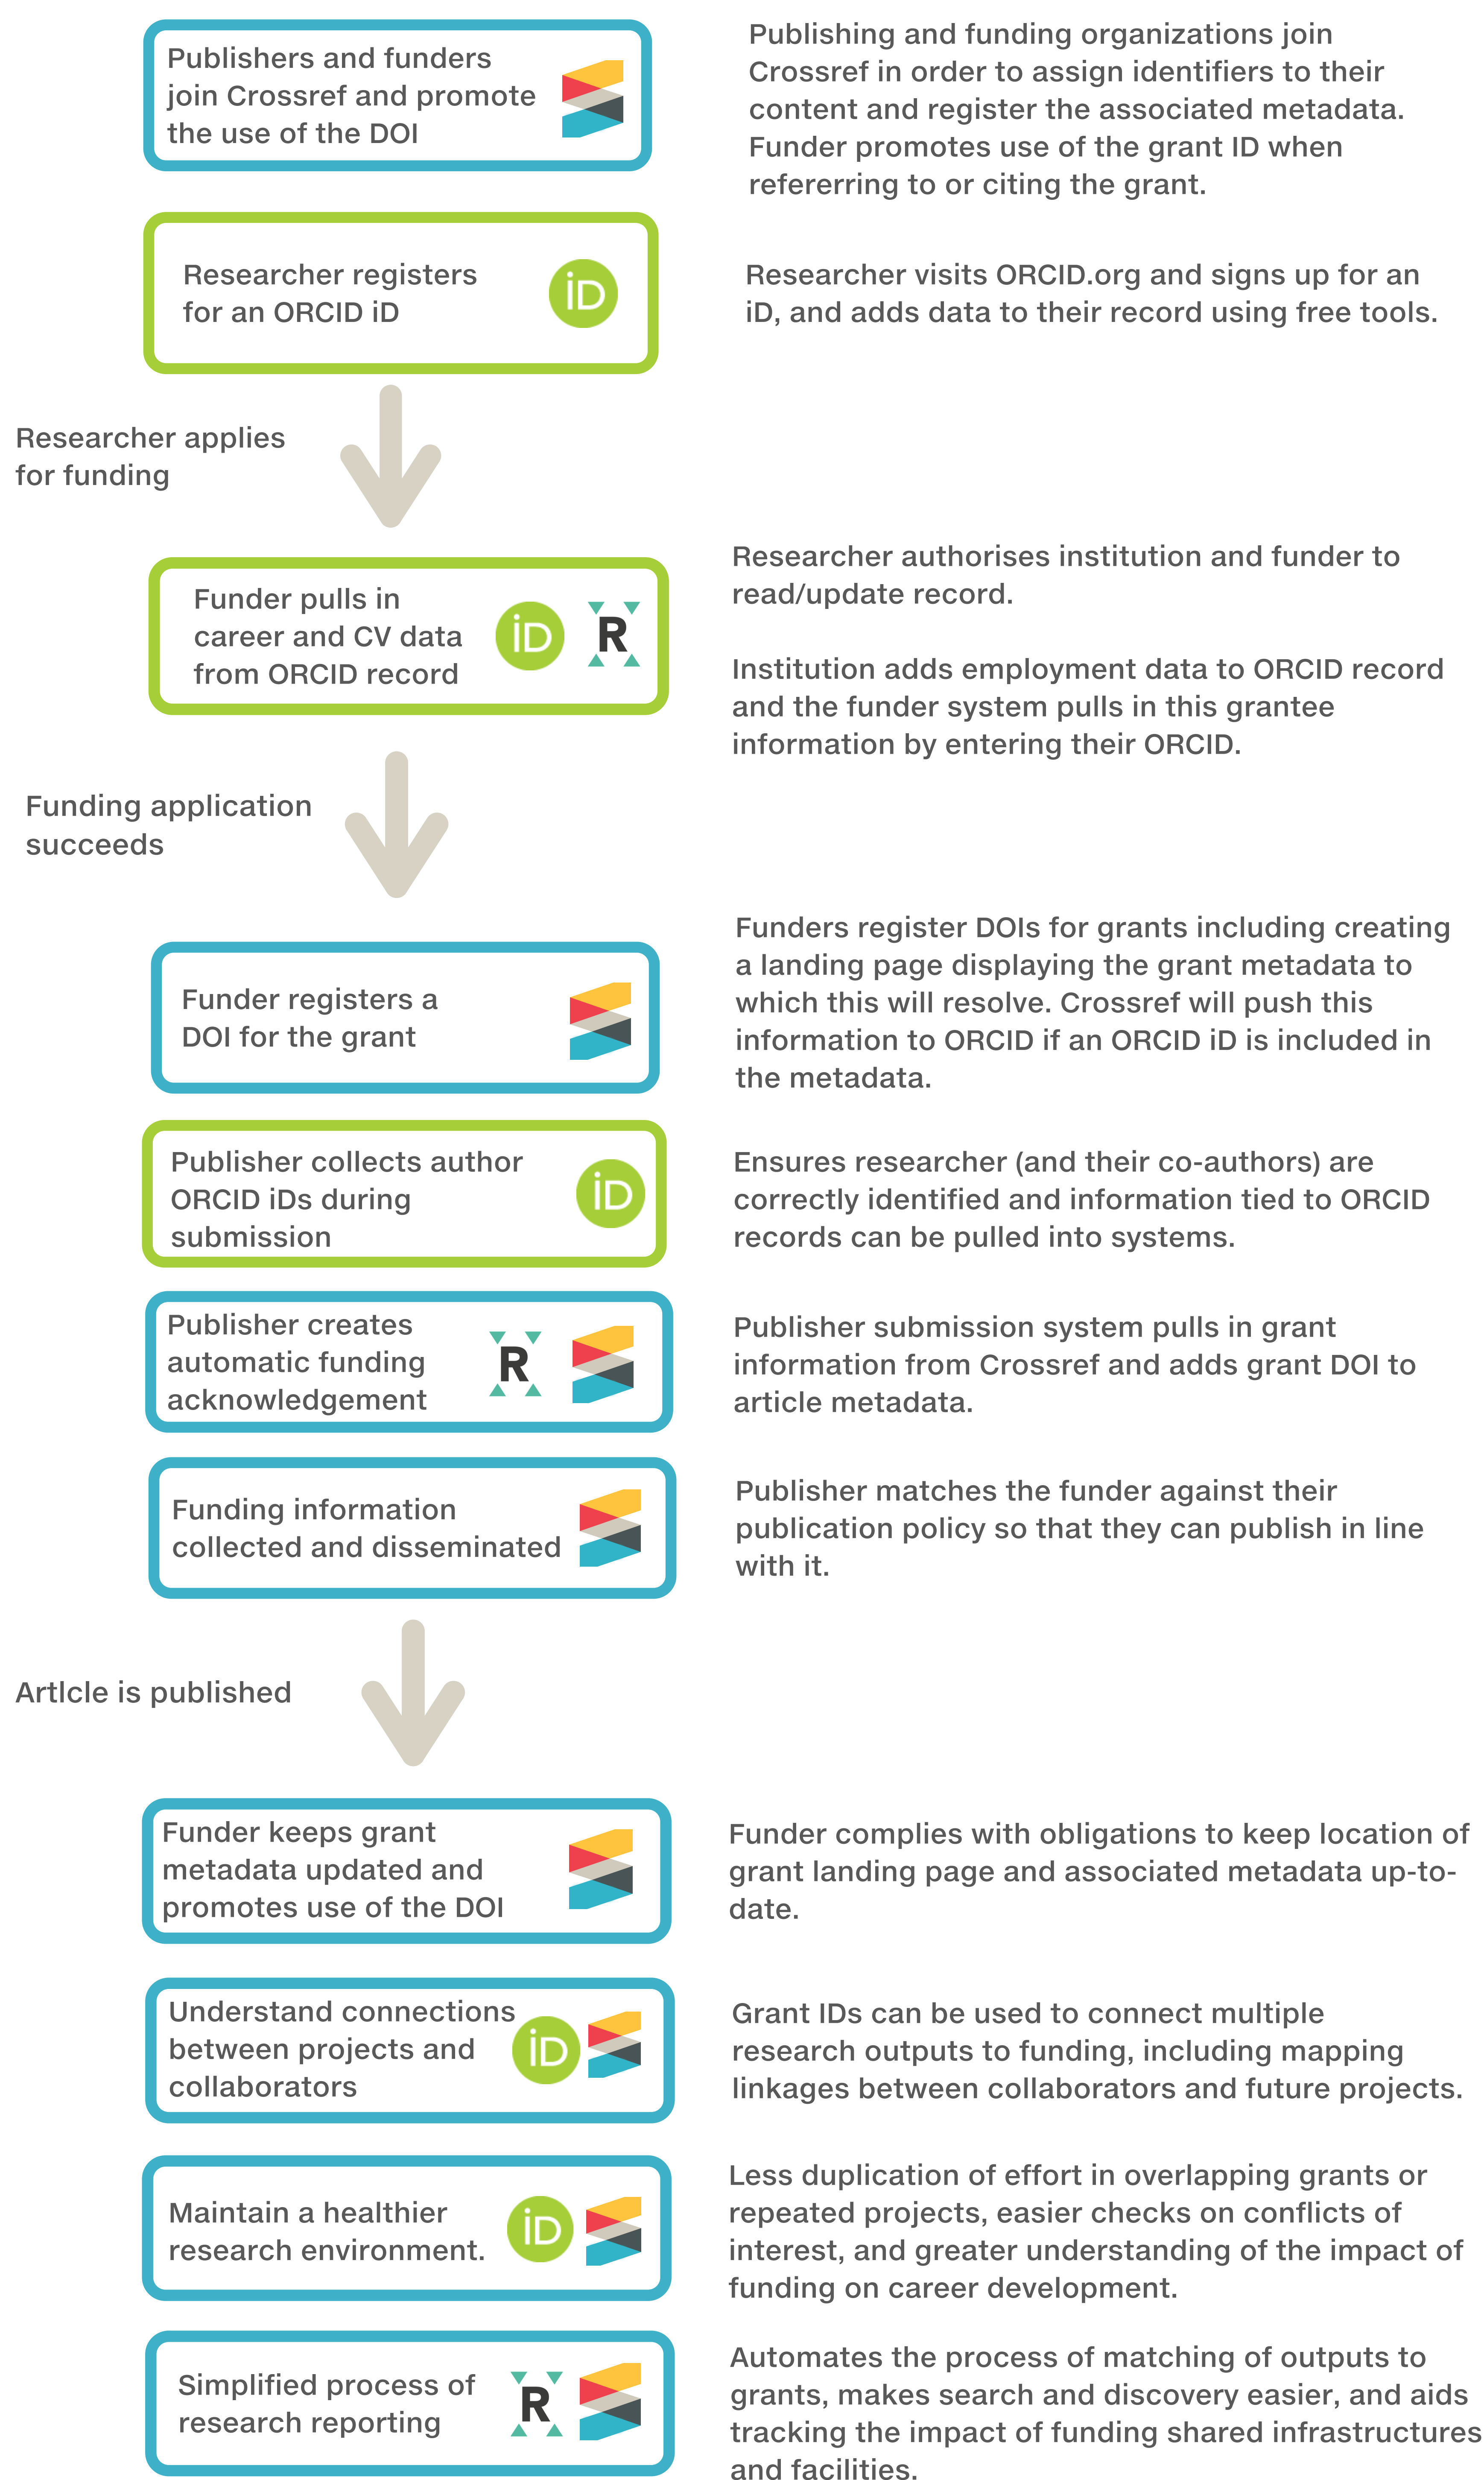 Publishers and funders
join Crossref and promote
the use of the DOI
Publishing and funding organizations join
Crossref in order to assign identifiers to their
content and register the associated metadata.
Funder promotes use of the grant ID when
refererring to or citing the grant.
Researcher registers
for an ORCID iD
iD
Researcher visits ORCID.org and signs up for an
iD, and adds data to their record using free tools.
Researcher applies
for funding
Funder pulls in
career and CV data
from ORCID record
iD
R
Researcher authorises institution and funder to
read/update record.
Institution adds employment data to ORCID record
and the funder system pulls in this grantee
information by entering their ORCID.
Funding application
succeeds
Funder registers a
DOI for the grant
Funders register DOIs for grants including creating
a landing page displaying the grant metadata to
which this will resolve. Crossref will push this
information to ORCID if an ORCID iD is included in
the metadata.
Publisher collects author
ORCID iDs during
submission
iD
Ensures researcher (and their co-authors) are
correctly identified and information tied to ORCID
records can be pulled into systems.
Publisher creates
automatic funding
acknowledgement
R
Publisher submission system pulls in grant
information from Crossref and adds grant DOI to
article metadata.
Funding information
collected and disseminated
Publisher matches the funder against their
publication policy so that they can publish in line
with it.
ArtIcle is published
Funder keeps grant
metadata updated and
promotes use of the DOI
Funder complies with obligations to keep location of
grant landing page and associated metadata up-to-
date.
Understand connections
between projects and
collaborators
iD
Grant IDs can be used to connect multiple
research outputs to funding, including mapping
linkages between collaborators and future projects.
Maintain a healthier
research environment.
iD
Less duplication of effort in overlapping grants or
repeated projects, easier checks on conflicts of
interest, and greater understanding of the impact of
funding on career development.
Simplified process of
research reporting
R
Automates the process of matching of outputs to
grants, makes search and discovery easier, and aids
tracking the impact of funding shared infrastructures
and facilities.